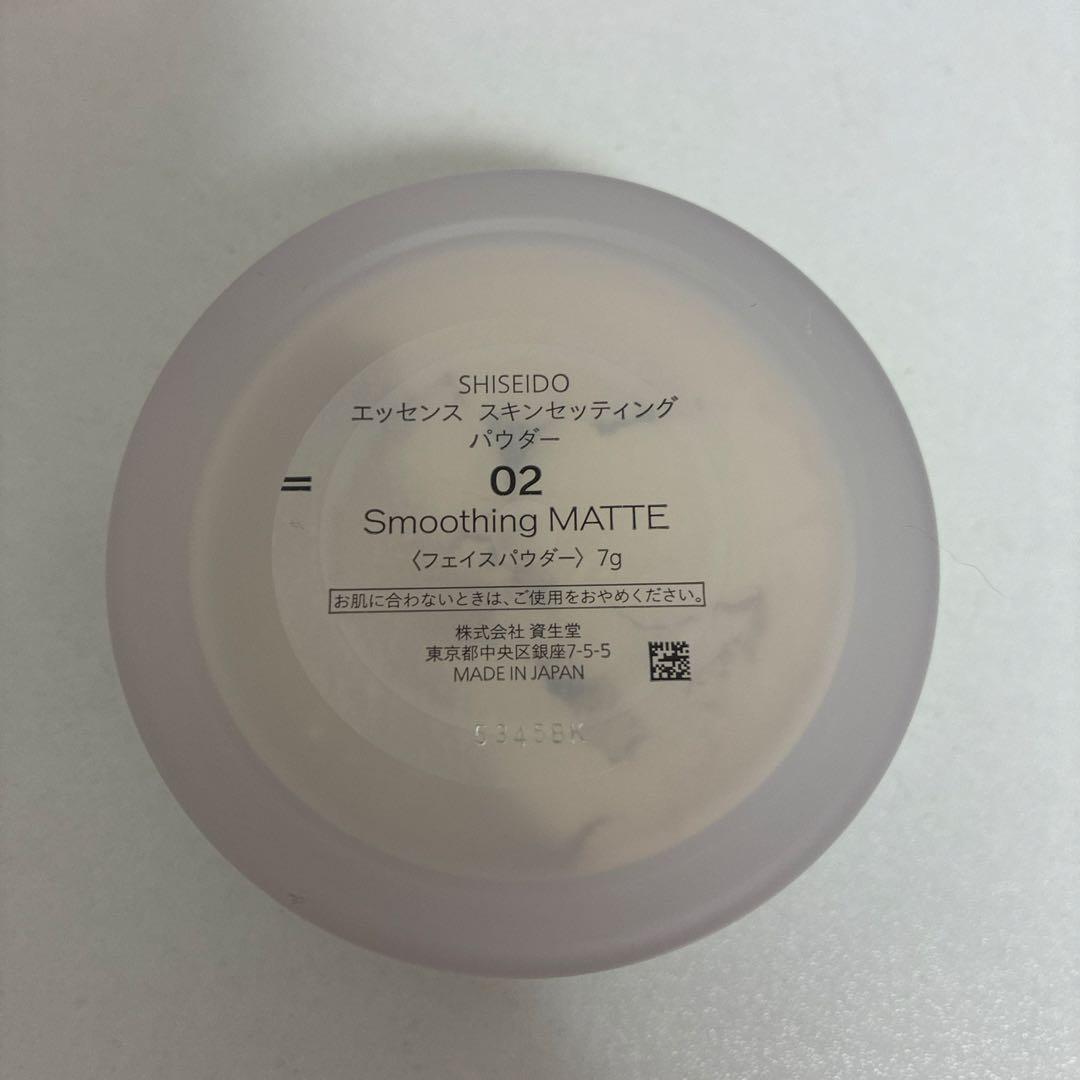 SHISEIDO
エッセンス スキンセッティング
パウダー
02
Smoothing MATTE
〈フェイスパウダー〉 7g
お肌に合わないときは、ご使用をおやめください。
株式会社 資生堂
東京都中央区銀座7-5-5
MADE IN JAPAN
5345BK